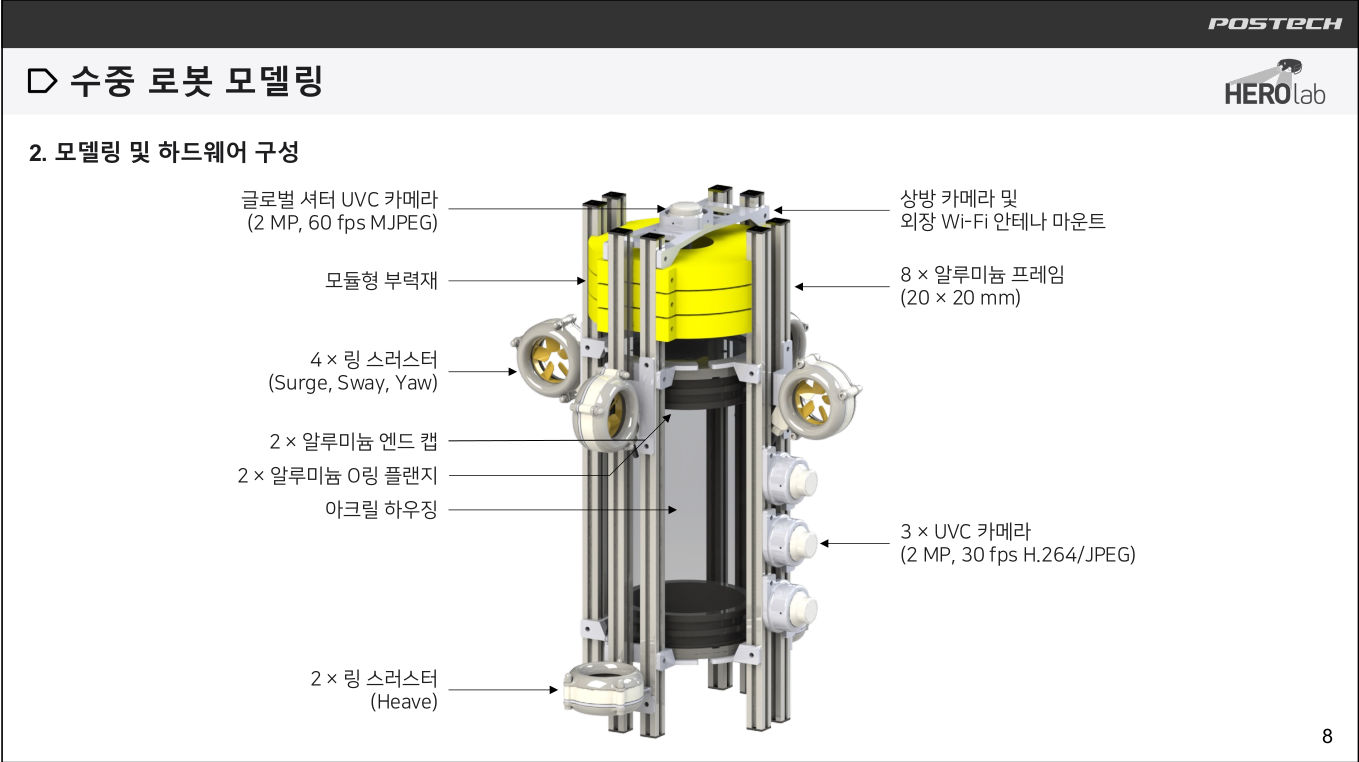 POSTECH
수중 로봇 모델링
HERO lab
2. 모델링 및 하드웨어 구성
글로벌 셔터 UVC 카메라
(2 MP, 60 fps MJPEG)
모듈형 부력재
4 × 링 스러스터
(Surge, Sway, Yaw)
2 × 알루미늄 엔드 캡
2 × 알루미늄 O링 플랜지
아크릴 하우징
2 × 링 스러스터
(Heave)
상방 카메라 및
외장 Wi-Fi 안테나 마운트
8 × 알루미늄 프레임
(20 × 20 mm)
3 × UVC 카메라
(2 MP, 30 fps H.264/JPEG)
8